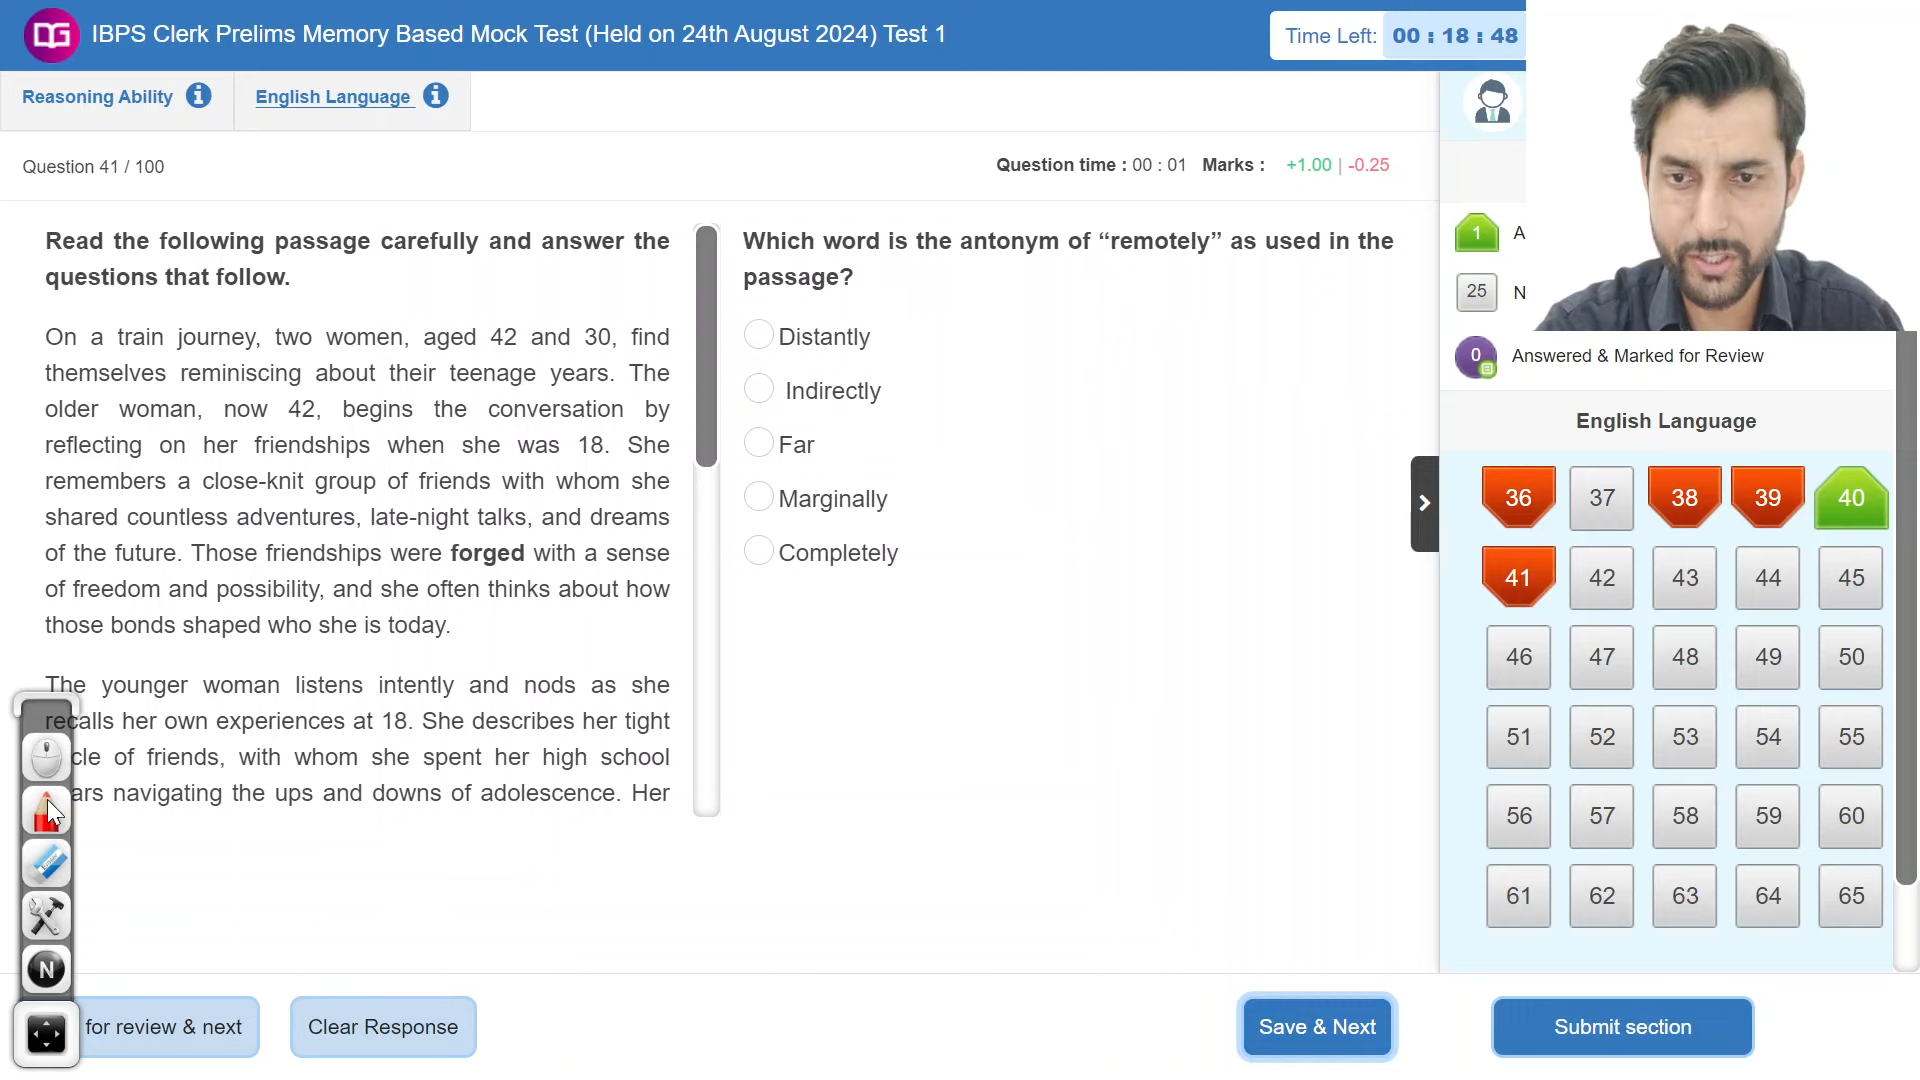 DG
IBPS Clerk Prelims Memory Based Mock Test (Held on 24th August 2024) Test 1
Time Left: 00 : 18 : 48
Reasoning Ability i
English Language i
Question 41 / 100
Question time : 00 : 01 Marks : +1.00 | -0.25
Read the following passage carefully and answer the
questions that follow.
On a train journey, two women, aged 42 and 30, find
themselves reminiscing about their teenage years. The
older woman, now 42, begins the conversation by
reflecting on her friendships when she was 18. She
remembers a close-knit group of friends with whom she
shared countless adventures, late-night talks, and dreams
of the future. Those friendships were forged with a sense
of freedom and possibility, and she often thinks about how
those bonds shaped who she is today.
The younger woman listens intently and nods as she
recalls her own experiences at 18. She describes her tight
cle of friends, with whom she spent her high school
ars navigating the ups and downs of adolescence. Her
Which word is the antonym of “remotely” as used in the
passage?
Distantly
Indirectly
Far
Marginally
Completely
1 A
25 N
0 Answered & Marked for Review
English Language
36 37 38 39 40
41 42 43 44 45
46 47 48 49 50
51 52 53 54 55
56 57 58 59 60
61 62 63 64 65
N
for review & next
Clear Response
Save & Next
Submit section